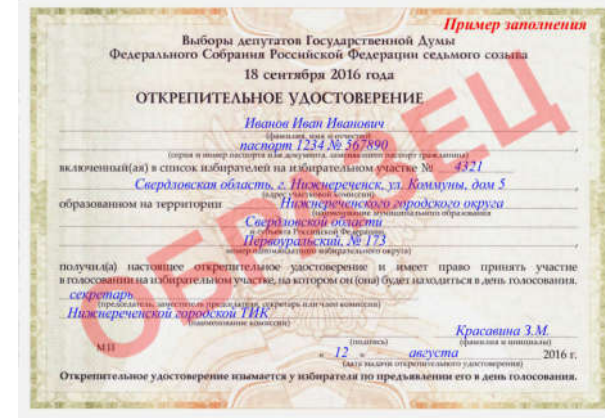 Пример заполнения
Выборы депутатов Государственной Думы
Федерального Собрания Российской Федерации седьмого созыва
18 сентября 2016 года
ОТКРЕПИТЕЛЬНОЕ УДОСТОВЕРЕНИЕ
Иванов Иван Иванович
(фамилия, имя и отчество)
паспорт 1234 № 567890
(серия и номер паспорта или документа, заменяющего паспорт гражданина)
включенный(ая) в список избирателей на избирательном участке № 4321
Свердловская область, г. Нижнереченск, ул. Коммуны, дом 5
(адрес участковой комиссии)
образованном на территории Нижнереченского городского округа
(наименование муниципального образования
Свердловской области
и субъекта Российской Федерации,
Первоуральский, № 173
номер одномандатного избирательного округа)
получил(а) настоящее открепительное удостоверение и имеет право принять участие
в голосовании на избирательном участке, на котором он (она) будет находиться в день голосования.
секретарь
(председатель, заместитель председателя, секретарь или член комиссии)
Нижнереченской городской ТИК
(наименование комиссии)
Красавина З.М.
(подпись) (фамилия и инициалы)
МП
« 12 » августа 2016 г.
(дата выдачи открепительного удостоверения)
Открепительное удостоверение изымается у избирателя по предъявлении его в день голосования.
ОБРАЗЕЦ